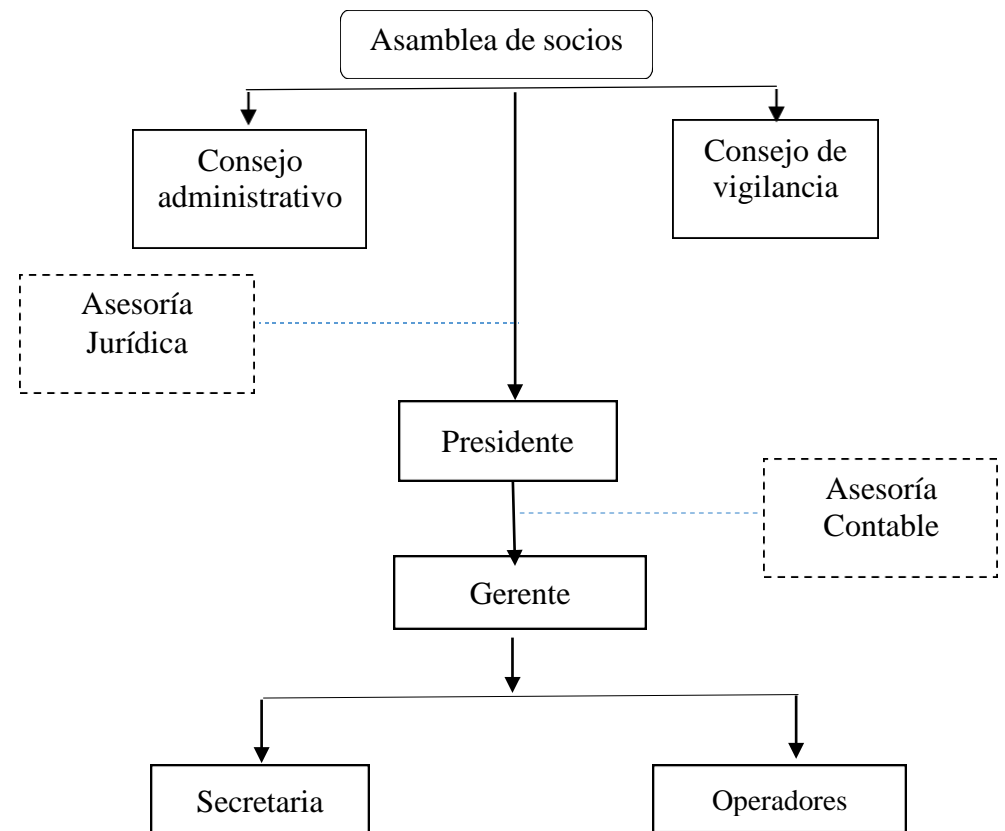 Asamblea de socios
Consejo
administrativo
Consejo de
vigilancia
Asesoría
Jurídica
Presidente
Asesoría
Contable
Gerente
Secretaria
Operadores